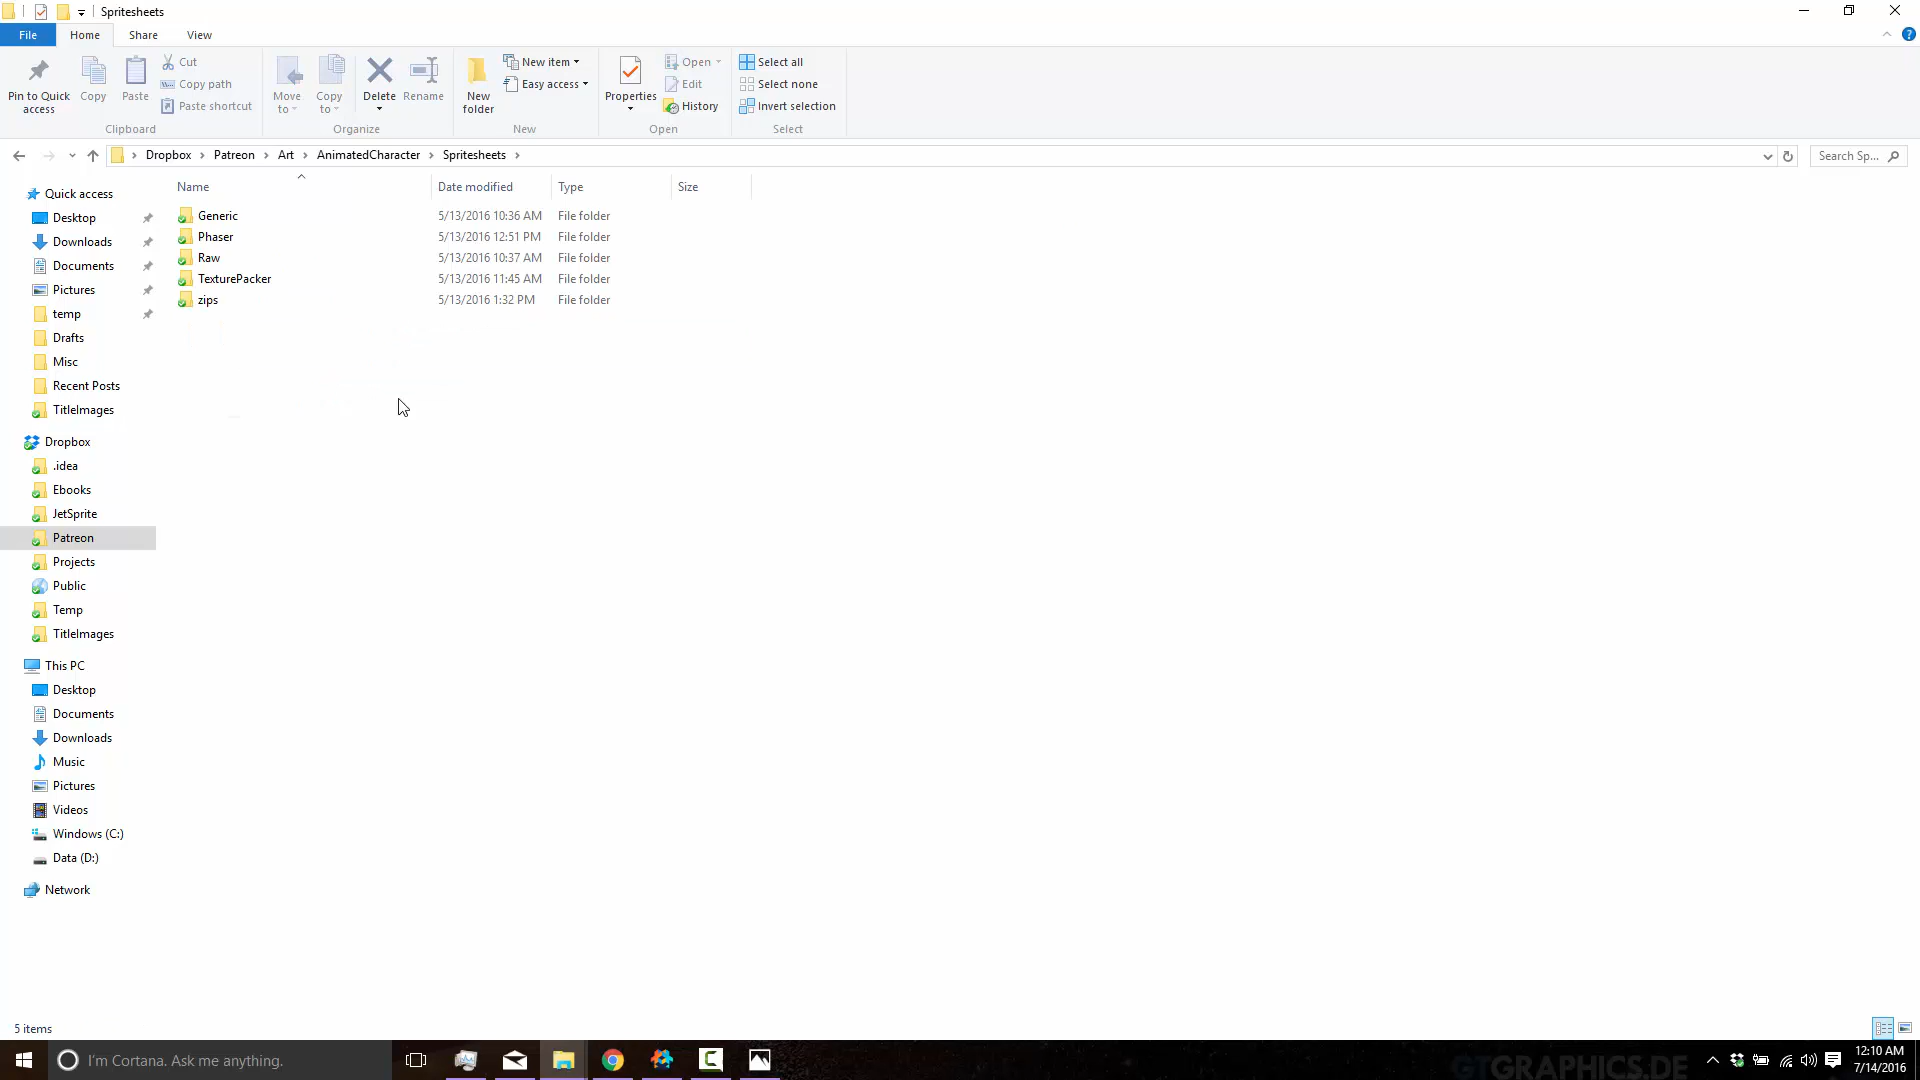 Spritesheets
File Home Share View
Pin to Quick access
Copy
Paste
Cut
Copy path
Paste shortcut
Clipboard
Move to
Copy to
Delete
Rename
Organize
New folder
New item
Easy access
New
Properties
Open
Edit
History
Open
Select all
Select none
Invert selection
Select
Dropbox > Patreon > Art > AnimatedCharacter > Spritesheets >
Search Sp...
Quick access
Desktop
Downloads
Documents
Pictures
temp
Drafts
Misc
Recent Posts
TitleImages
Dropbox
.idea
Ebooks
JetSprite
Patreon
Projects
Public
Temp
TitleImages
This PC
Desktop
Documents
Downloads
Music
Pictures
Videos
Windows (C:)
Data (D:)
Network
Name Date modified Type Size
Generic 5/13/2016 10:36 AM File folder
Phaser 5/13/2016 12:51 PM File folder
Raw 5/13/2016 10:37 AM File folder
TexturePacker 5/13/2016 11:45 AM File folder
zips 5/13/2016 1:32 PM File folder
5 items
I'm Cortana. Ask me anything.
GTGRAPHICS.DE
12:10 AM
7/14/2016